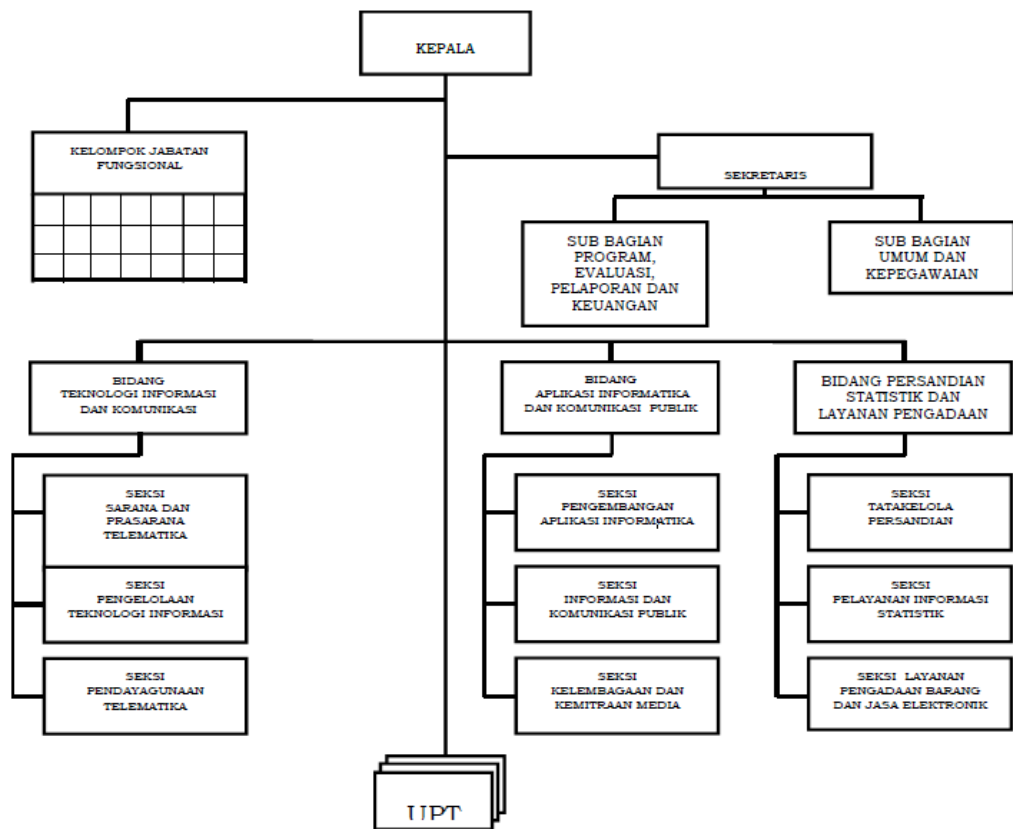 KEPALA
KELOMPOK JABATAN
FUNGSIONAL
SEKRETARIS
SUB BAGIAN
PROGRAM,
EVALUASI,
PELAPORAN DAN
KEUANGAN
SUB BAGIAN
UMUM DAN
KEPEGAWAIAN
BIDANG
TEKNOLOGI INFORMASI
DAN KOMUNIKASI
BIDANG
APLIKASI INFORMATIKA
DAN KOMUNIKASI PUBLIK
BIDANG PERSANDIAN
STATISTIK DAN
LAYANAN PENGADAAN
SEKSI
SARANA DAN
PRASARANA
TELEMATIKA
SEKSI
PENGELOLAAN
TEKNOLOGI INFORMASI
SEKSI
PENDAYAGUNAAN
TELEMATIKA
SEKSI
PENGEMBANGAN
APLIKASI INFORMATIKA
SEKSI
INFORMASI DAN
KOMUNIKASI PUBLIK
SEKSI
KELEMBAGAAN DAN
KEMITRAAN MEDIA
SEKSI
TATAKELOLA
PERSANDIAN
SEKSI
PELAYANAN INFORMASI
STATISTIK
SEKSI LAYANAN
PENGADAAN BARANG
DAN JASA ELEKTRONIK
UPT